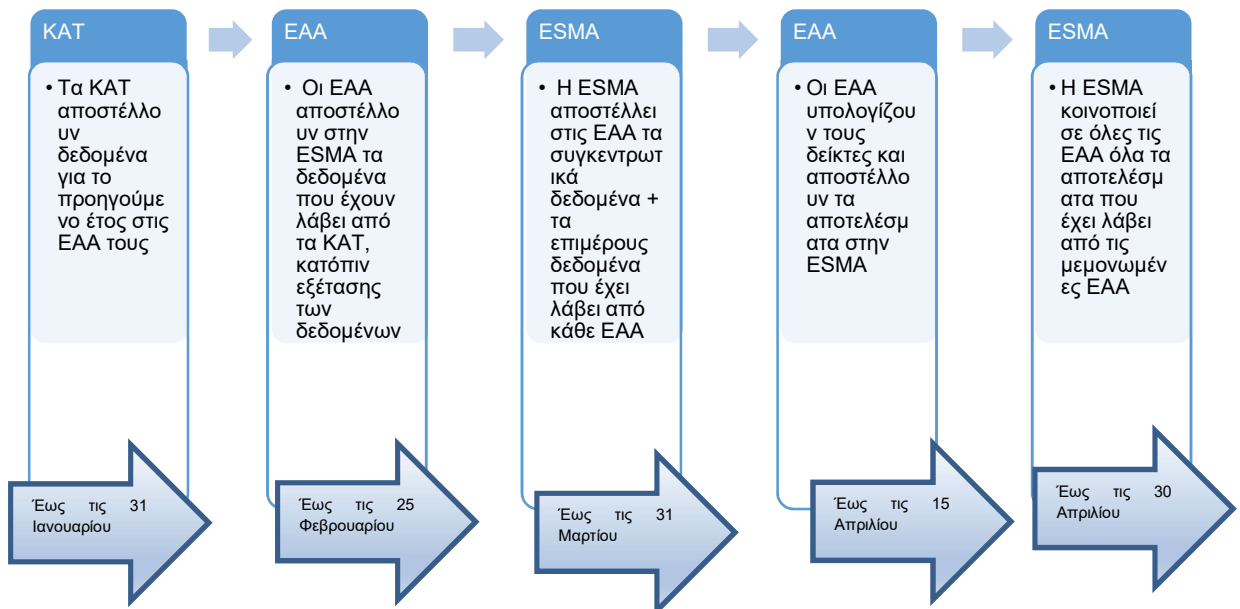 ΚΑΤ
• Τα ΚΑΤ
αποστέλλο
υν
δεδομένα
για το
προηγούμε
νο έτος στις
ΕΑΑ τους
Έως τις 31
Ιανουαρίου
ΕΑΑ
• Οι ΕΑΑ
αποστέλλο
υν στην
ESMA τα
δεδομένα
που έχουν
λάβει από
τα ΚΑΤ,
κατόπιν
εξέτασης
των
δεδομένων
Έως τις 25
Φεβρουαρίου
ESMA
• Η ESMA
αποστέλλει
στις ΕΑΑ τα
συγκεντρωτ
ικά
δεδομένα +
τα
επιμέρους
δεδομένα
που έχει
λάβει από
κάθε ΕΑΑ
Έως τις 31
Μαρτίου
ΕΑΑ
• Οι ΕΑΑ
υπολογίζου
ν τους
δείκτες και
αποστέλλο
υν τα
αποτελέσμ
ατα στην
ESMA
Έως τις 15
Απριλίου
ESMA
• Η ESMA
κοινοποιεί
σε όλες τις
ΕΑΑ όλα τα
αποτελέσμ
ατα που
έχει λάβει
από τις
μεμονωμέν
ες ΕΑΑ
Έως τις 30
Απριλίου